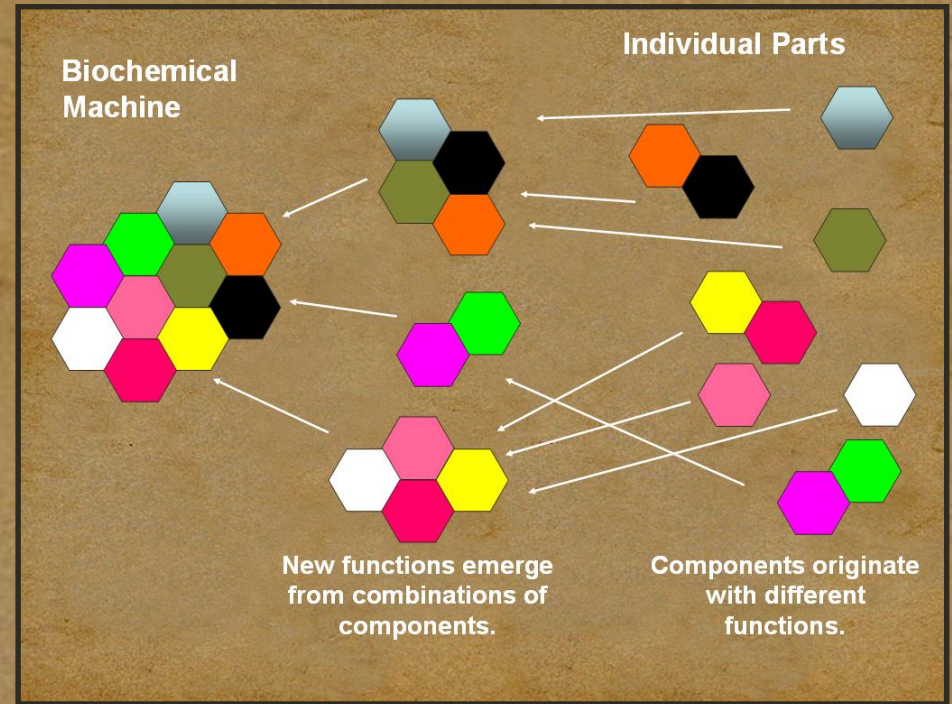 Biochemical
Machine
Individual Parts
New functions emerge
from combinations of
components.
Components originate
with different
functions.